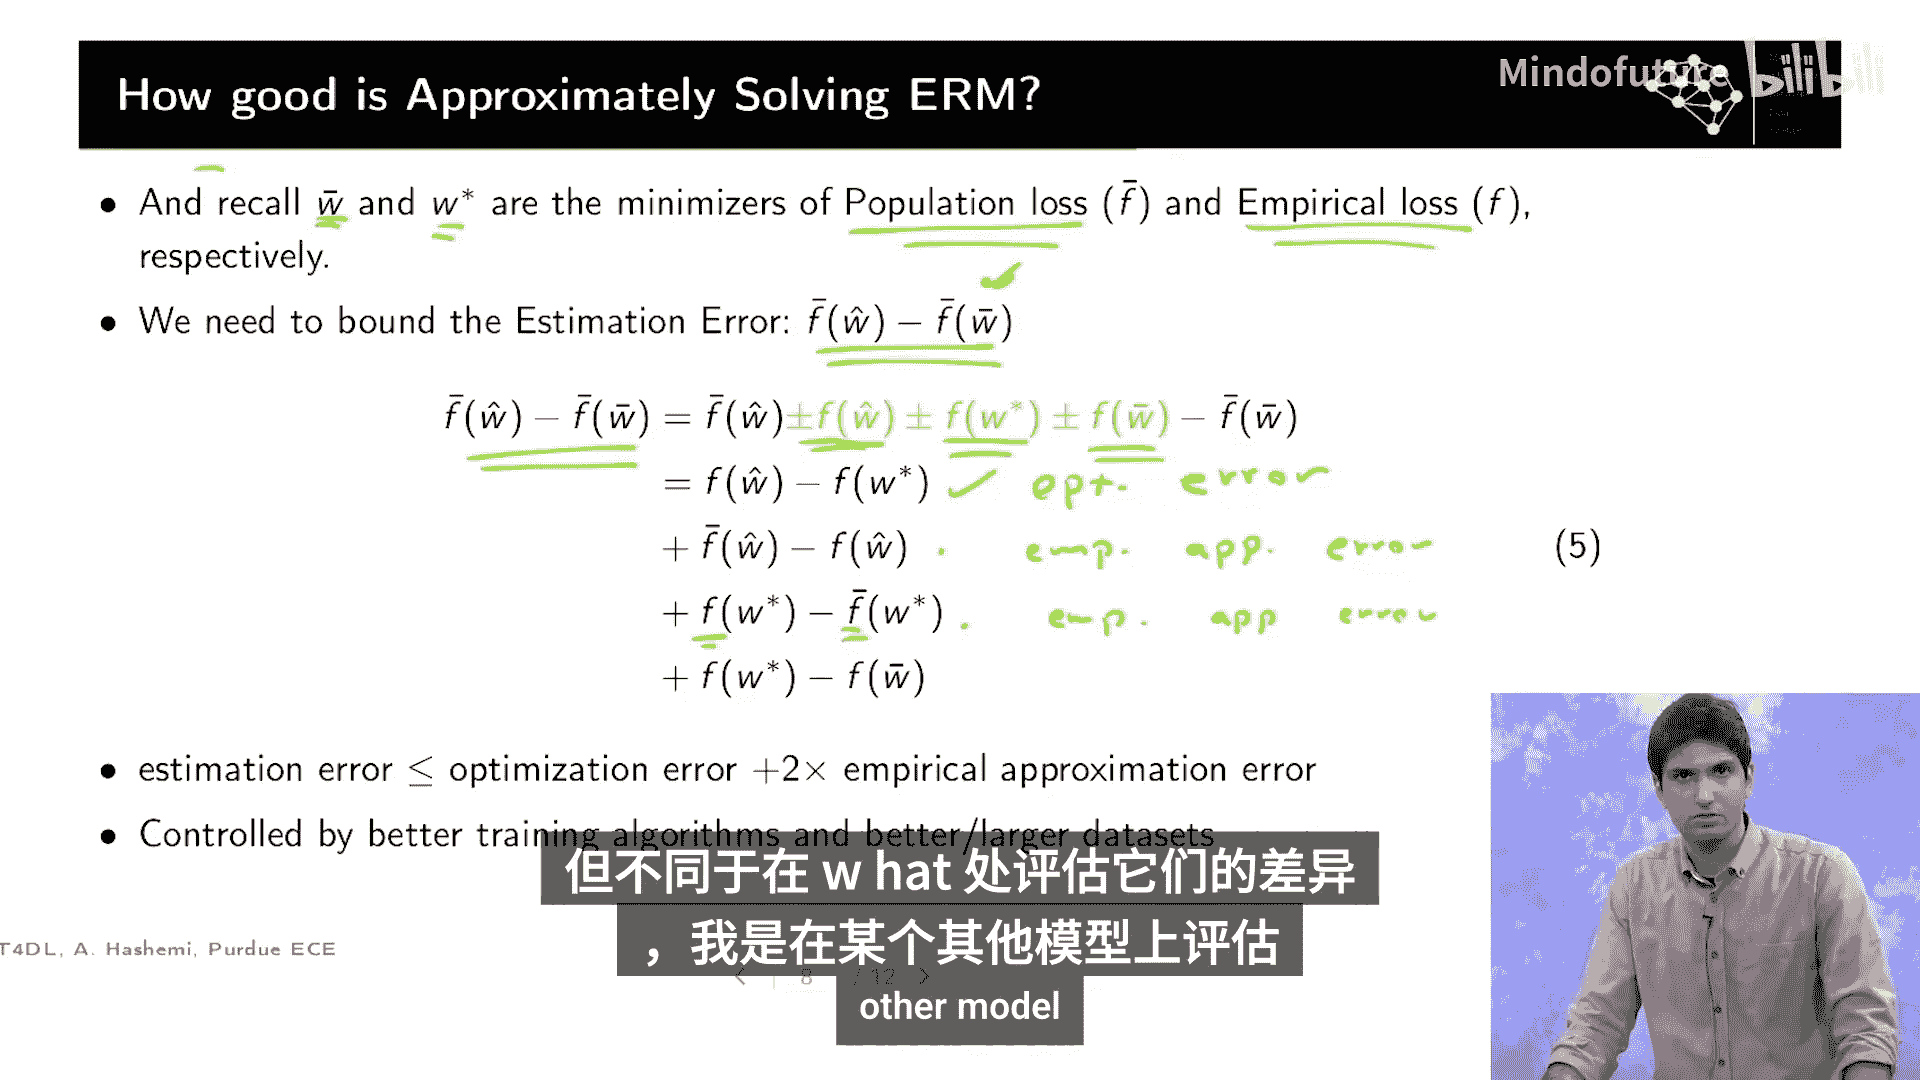 How good is Approximately Solving ERM?
Mindofuture
bilibili
• And recall w̄ and w* are the minimizers of Population loss (f̄) and Empirical loss (f),
respectively.
• We need to bound the Estimation Error: f̄(ŵ) − f̄(w̄)
f̄(ŵ) − f̄(w̄) = f̄(ŵ) ± f(ŵ) ± f(w*) ± f(w̄) − f̄(w̄)
= f(ŵ) − f(w*) ✓ opt. error
+ f̄(ŵ) − f(ŵ) . emp. app. error
(5)
+ f(w*) − f̄(w*) . emp. app error
+ f(w*) − f(w̄)
• estimation error ≤ optimization error +2× empirical approximation error
• Controlled by better training algorithms and better/larger datasets
但不同于在 w hat 处评估它们的差异
，我是在某个其他模型上评估
other model
T4DL, A. Hashemi, Purdue ECE
8 / 12